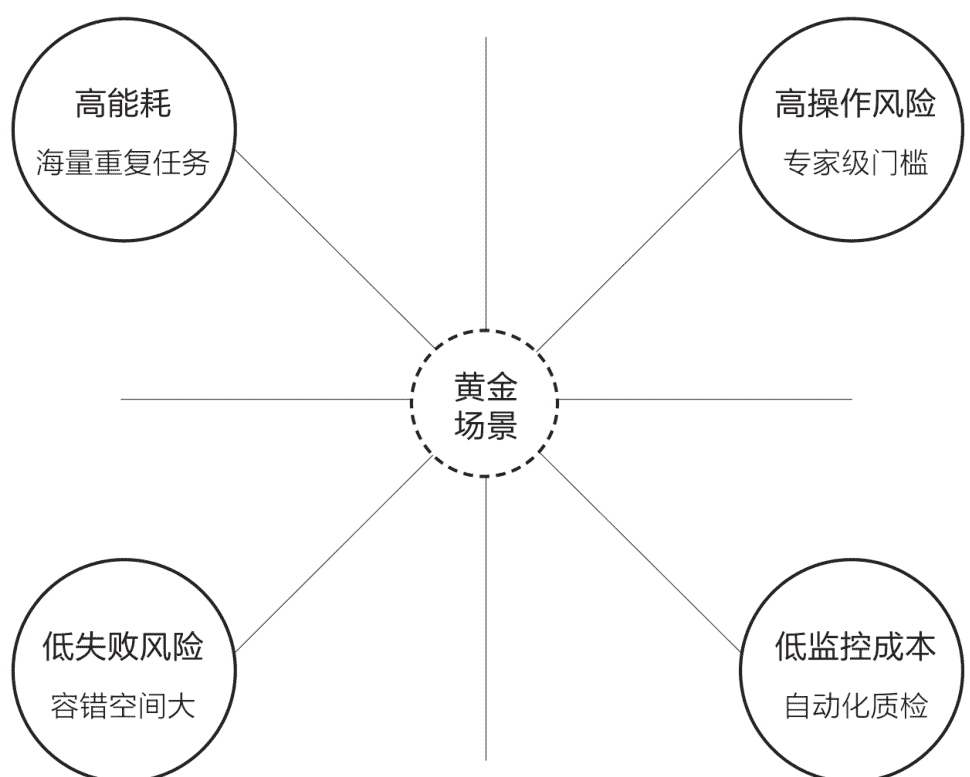 高能耗
海量重复任务
高操作风险
专家级门槛
黄金
场景
低失败风险
容错空间大
低监控成本
自动化质检